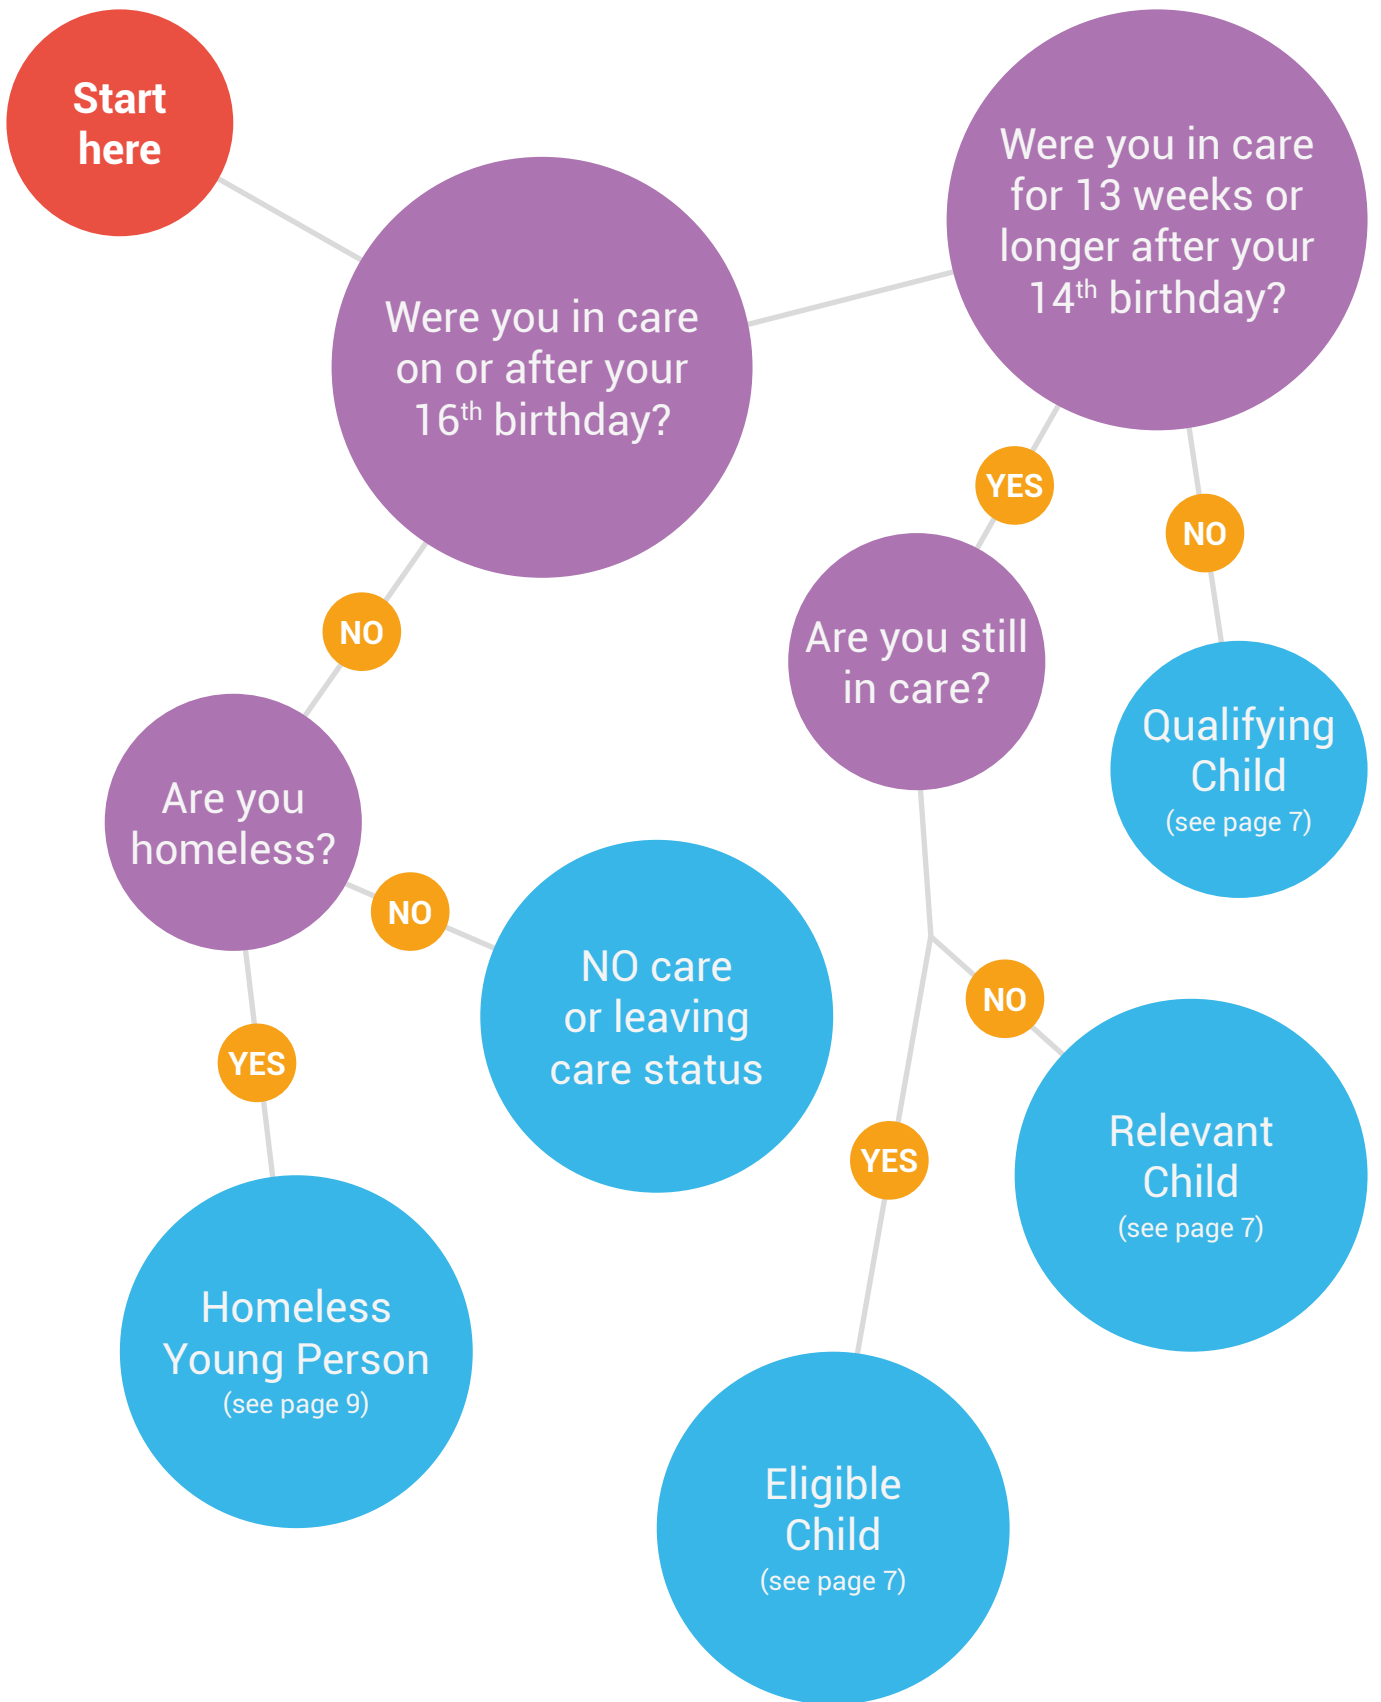 Start
here
Were you in care
on or after your
16th birthday?
Were you in care
for 13 weeks or
longer after your
14th birthday?
YES
NO
NO
Are you still
in care?
Qualifying
Child
(see page 7)
Are you
homeless?
NO
NO care
or leaving
care status
NO
YES
YES
Relevant
Child
(see page 7)
Homeless
Young Person
(see page 9)
Eligible
Child
(see page 7)